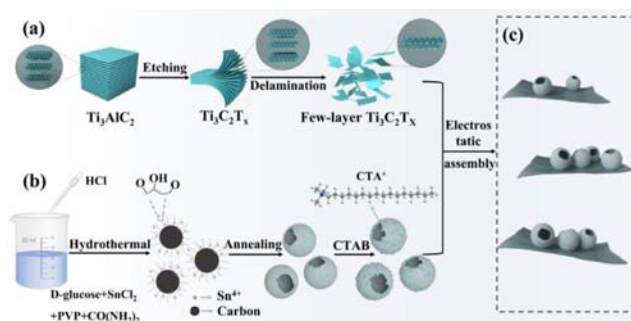 (a)
Etching
Delamination
Ti₃AlC₂
Ti₃C₂Tₓ
Few-layer Ti₃C₂Tₓ
(b)
HCl
Hydrothermal
D-glucose+SnCl₂
+PVP+CO(NH₂)₂
OH
O
O
Sn⁴⁺
Carbon
Annealing
CTAB
CTA⁺
Electros
tatic
assembly
(c)